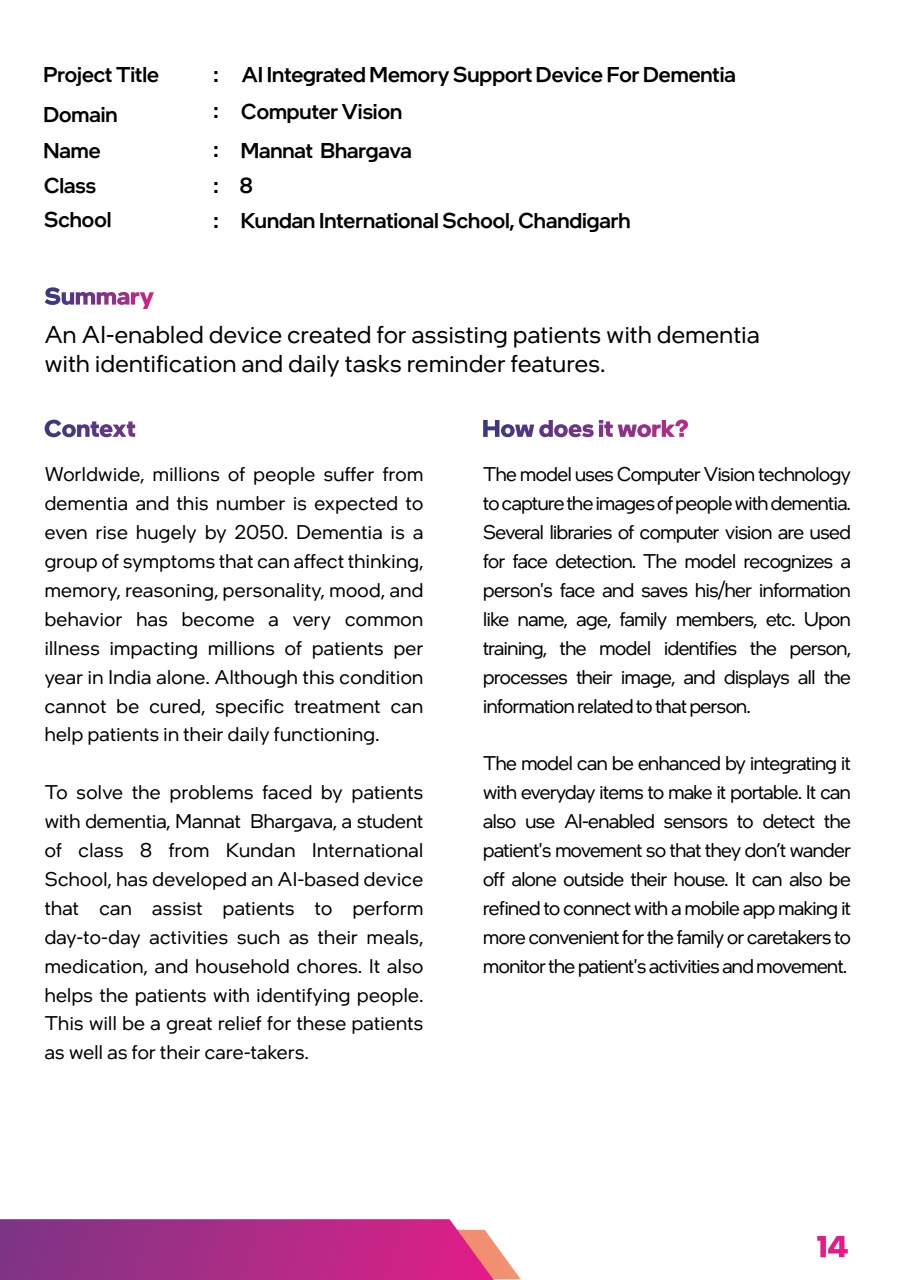 Project Title : AI Integrated Memory Support Device For Dementia
Domain : Computer Vision
Name : Mannat Bhargava
Class : 8
School : Kundan International School, Chandigarh
Summary
An AI-enabled device created for assisting patients with dementia
with identification and daily tasks reminder features.
Context
Worldwide, millions of people suffer from
dementia and this number is expected to
even rise hugely by 2050. Dementia is a
group of symptoms that can affect thinking,
memory, reasoning, personality, mood, and
behavior has become a very common
illness impacting millions of patients per
year in India alone. Although this condition
cannot be cured, specific treatment can
help patients in their daily functioning.
To solve the problems faced by patients
with dementia, Mannat Bhargava, a student
of class 8 from Kundan International
School, has developed an AI-based device
that can assist patients to perform
day-to-day activities such as their meals,
medication, and household chores. It also
helps the patients with identifying people.
This will be a great relief for these patients
as well as for their care-takers.
How does it work?
The model uses Computer Vision technology
to capture the images of people with dementia.
Several libraries of computer vision are used
for face detection. The model recognizes a
person's face and saves his/her information
like name, age, family members, etc. Upon
training, the model identifies the person,
processes their image, and displays all the
information related to that person.
The model can be enhanced by integrating it
with everyday items to make it portable. It can
also use AI-enabled sensors to detect the
patient's movement so that they don’t wander
off alone outside their house. It can also be
refined to connect with a mobile app making it
more convenient for the family or caretakers to
monitor the patient's activities and movement.
14